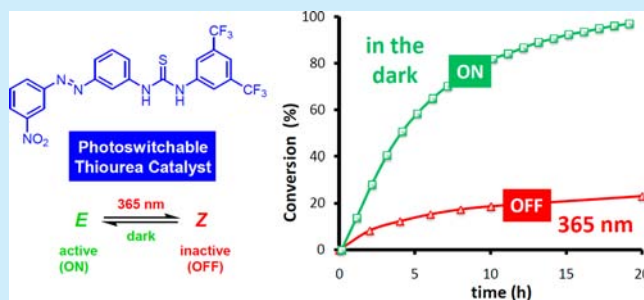 S
N
N
N
H
N
H
CF₃
CF₃
NO₂
Photoswitchable
Thiourea Catalyst
365 nm
E
Z
dark
active
(ON)
inactive
(OFF)
100
80
60
40
20
0
Conversion (%)
in the
dark
ON
OFF
365 nm
0
5
10
15
20
time (h)